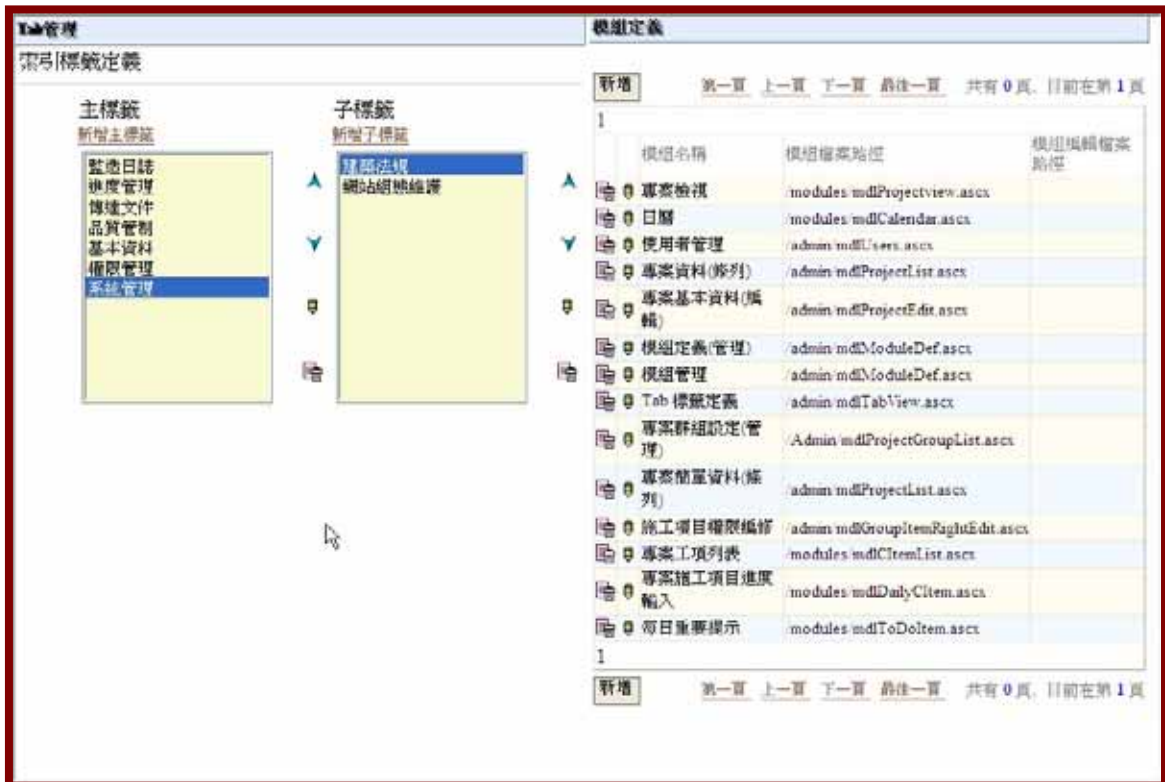 Tab管理
索引標籤定義
主標籤
新增主標籤
監造日誌
進度管理
傳遞文件
品質管制
基本資料
權限管理
系統管理
子標籤
新增子標籤
建築法規
網站組態維護
模組定義
新增 第一頁 上一頁 下一頁 最後一頁 共有 0 頁, 目前在第 1 頁
1
模組名稱 模組檔案路徑 模組編輯檔案路徑
專案檢視 /modules/mdlProjectview.ascx
日曆 /modules/mdlCalendar.ascx
使用者管理 /admin/mdlUsers.ascx
專案資料(條列) /admin/mdlProjectList.ascx
專案基本資料(編輯) /admin/mdlProjectEdit.ascx
模組定義(管理) /admin/mdlModuleDef.ascx
模組管理 /admin/mdlModuleDef.ascx
Tab 標籤定義 /admin/mdlTabView.ascx
專案群組設定(管理) /Admin/mdlProjectGroupList.ascx
專案簡單資料(條列) /admin/mdlProjectList.ascx
施工項目權限編修 /admin/mdlGroupItemRightEdit.ascx
專案工項列表 /modules/mdlCItemList.ascx
專案施工項目進度輸入 /modules/mdlDailyCItem.ascx
每日重要提示 /modules/mdlToDoItem.ascx
1
新增 第一頁 上一頁 下一頁 最後一頁 共有 0 頁, 目前在第 1 頁